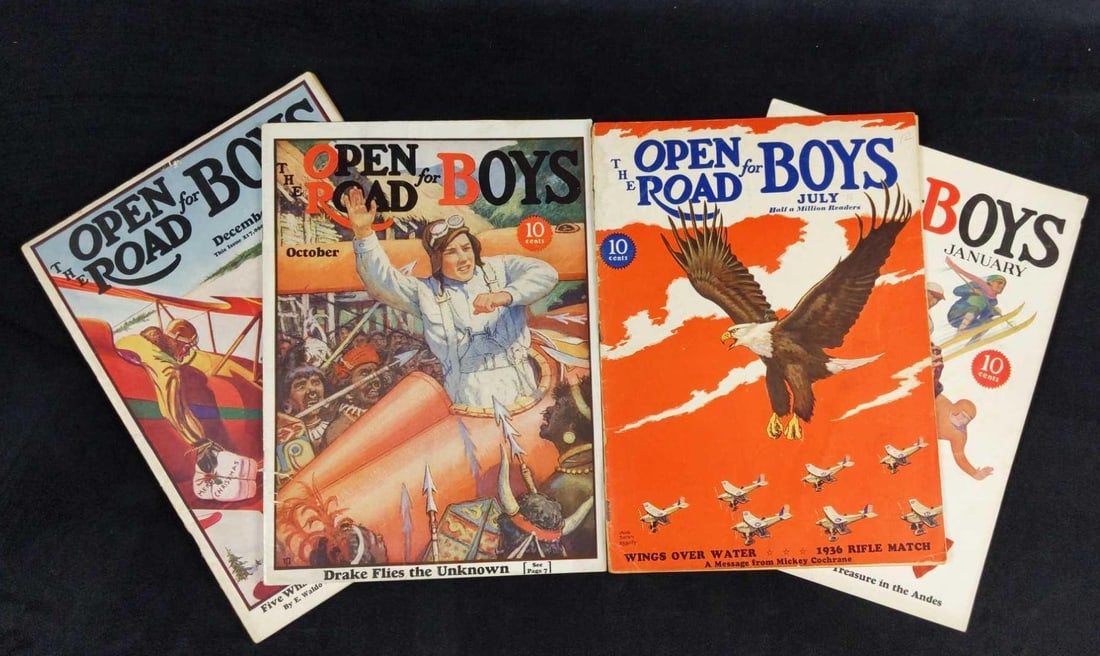 THE OPEN ROAD for BOYS
December
This Issue
MERRY CHRISTMAS
Five
By E. Waldo
THE OPEN ROAD for BOYS
October
10 cents
Drake Flies the Unknown
See Page 7
THE OPEN ROAD for BOYS
JULY
Half a Million Readers
10 cents
WINGS OVER WATER ☆ ☆ ☆ 1936 RIFLE MATCH
A Message from Mickey Cochrane
BOYS
JANUARY
10 cents
Treasure in the Andes